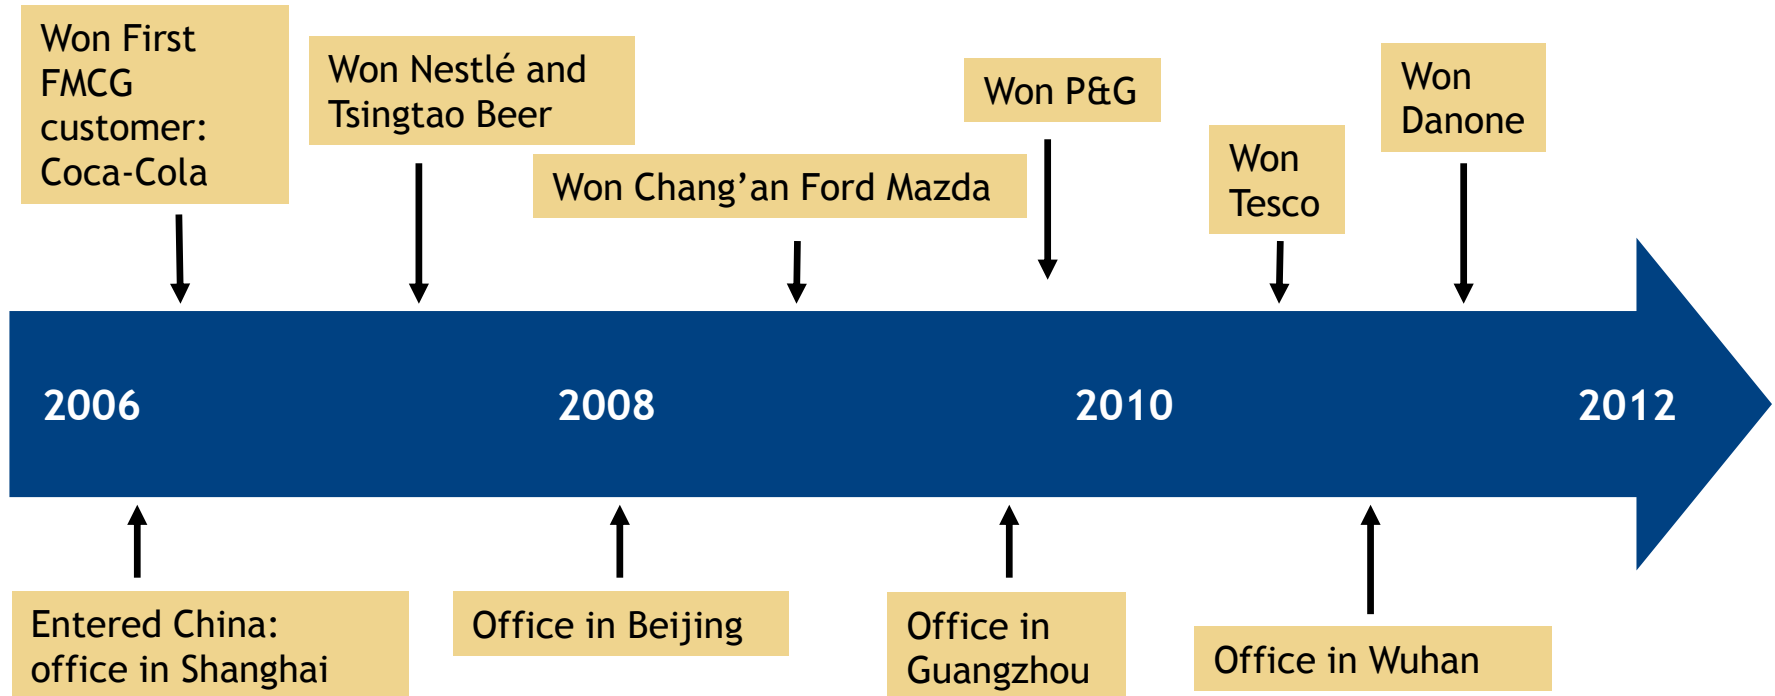 Won First
FMCG
customer:
Coca-Cola
Won Nestlé and
Tsingtao Beer
Won Chang’an Ford Mazda
Won P&G
Won
Tesco
Won
Danone
2006
2008
2010
2012
Entered China:
office in Shanghai
Office in Beijing
Office in
Guangzhou
Office in Wuhan